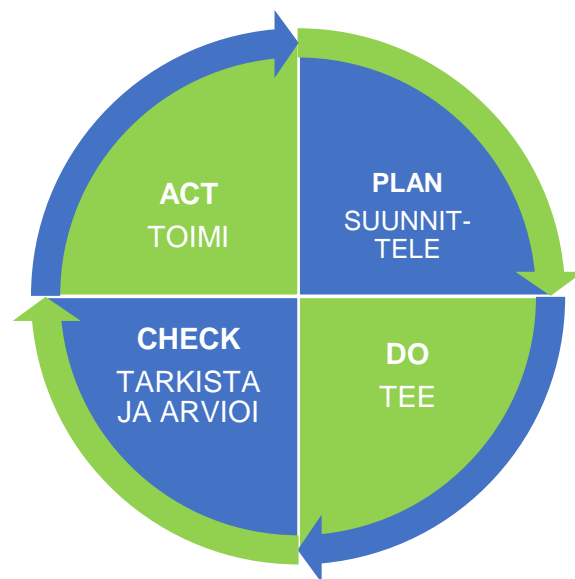 ACT
TOIMI
PLAN
SUUNNIT-
TELE
CHECK
TARKISTA
JA ARVIOI
DO
TEE